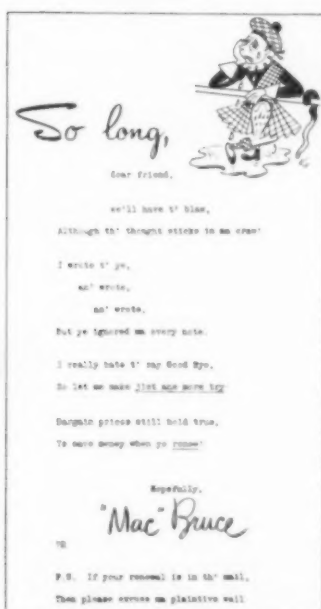 So long,
dear friend,
we'll have t' blaw,
Although th' thought sticks in ma craw!
I wrote t' ye,
an' wrote,
an' wrote,
But ye ignored ma every note.
I really hate t' say Good Bye,
So let me make jist ane more try
Bargain prices still hold true,
To save money when ye renew!
Hopefully,
"Mac" Bruce
P.S. If your renewal is in th' mail,
Then please excuse ma plaintive wail